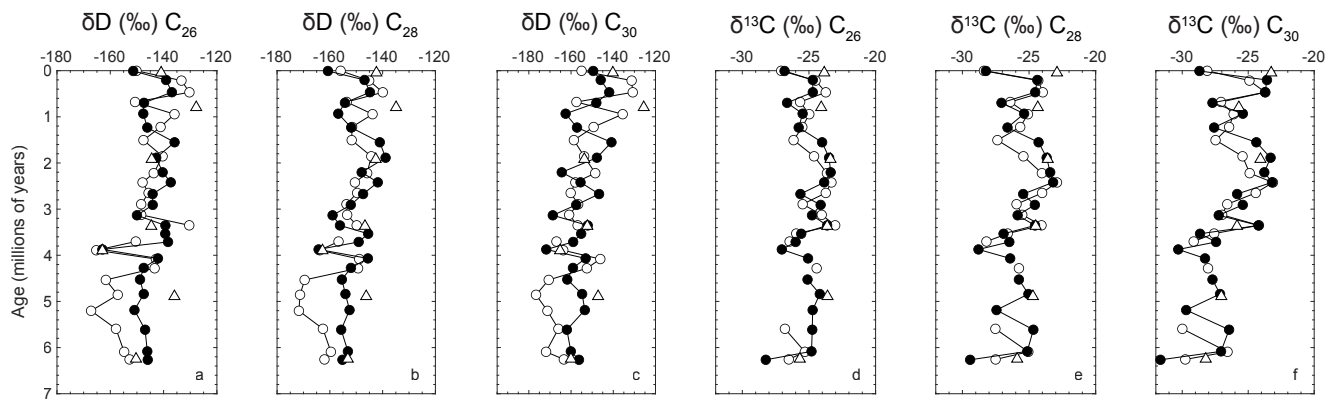 δD (‰) C26 δD (‰) C28 δD (‰) C30 δ¹³C (‰) C26 δ¹³C (‰) C28 δ¹³C (‰) C30
-180 -160 -140 -120 -180 -160 -140 -120 -180 -160 -140 -120 -35 -30 -25 -20 -30 -25 -20 -30 -25 -20
0
1
2
3
4
5
6
7
Age (millions of years)
a b c d e f